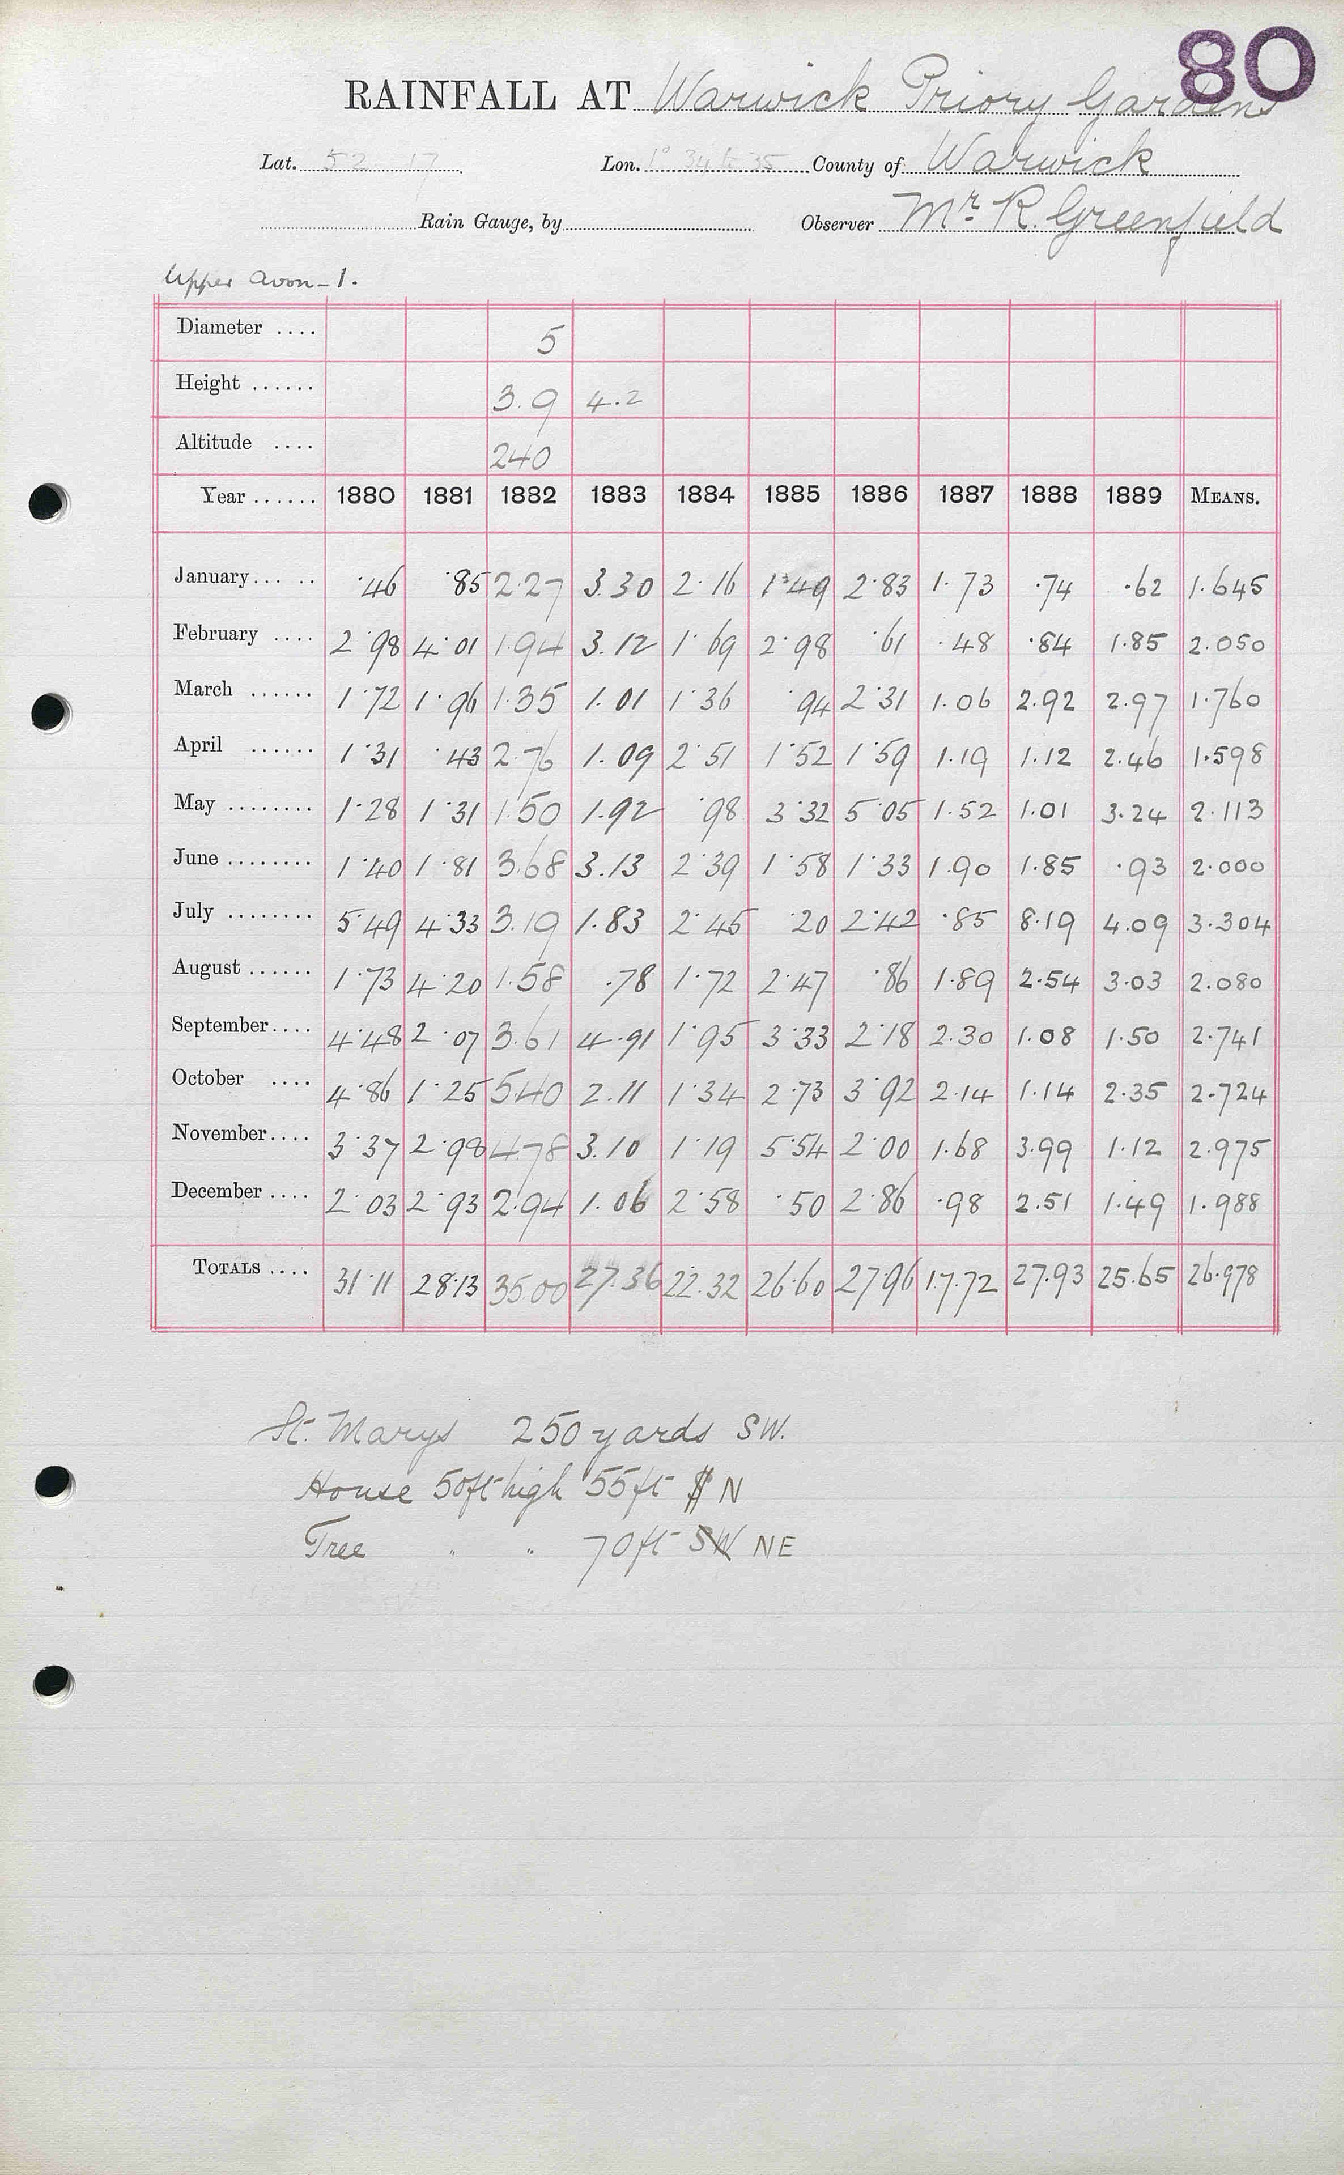 80
RAINFALL AT Warwick Priory Gardens
Lat. 52 17 Lon. 1° 34 & 35 County of Warwick
Rain Gauge, by Observer Mr R. Greenfield
Upper Avon - 1.
Diameter .... 5
Height ...... 3.9 4.2
Altitude .... 240
Year ...... 1880 1881 1882 1883 1884 1885 1886 1887 1888 1889 MEANS.
January... .. ·46 ·85 2·27 3.30 2·16 1·49 2·83 1·73 ·74 ·62 1·645
February .... 2·98 4·01 1·94 3.12 1·69 2·98 ·61 ·48 ·84 1·85 2.050
March ...... 1·72 1·96 1·35 1.01 1·36 ·94 2·31 1.06 2.92 2.97 1·760
April ...... 1·31 ·43 2·76 1.09 2·51 1·52 1·59 1·19 1·12 2·46 1·598
May ........ 1·28 1·31 1·50 1.92 ·98 3·32 5·05 1·52 1·01 3·24 2·113
June ........ 1·40 1·81 3·68 3.13 2·39 1·58 1·33 1·90 1·85 ·93 2·000
July ........ 5·49 4·33 3·19 1.83 2·45 ·20 2·42 ·85 8·19 4·09 3·304
August ...... 1·73 4·20 1·58 .78 1·72 2·47 ·86 1·89 2·54 3·03 2.080
September.... 4·48 2·07 3·61 4·91 1·95 3·33 2·18 2·30 1·08 1·50 2·741
October .... 4·86 1·25 5·40 2.11 1·34 2·73 3·92 2·14 1·14 2·35 2·724
November.... 3·37 2·98 4·78 3.10 1·19 5·54 2·00 1·68 3.99 1·12 2.975
December .... 2·03 2·93 2·94 1.06 2·58 ·50 2·86 ·98 2·51 1·49 1·988
TOTALS .... 31·11 28·13 35.00 27.36 22.32 26·60 27·96 17.72 27.93 25.65 26·978
St. Marys 250 yards SW.
House 50ft high 55ft S N
Tree " " 70ft SW NE